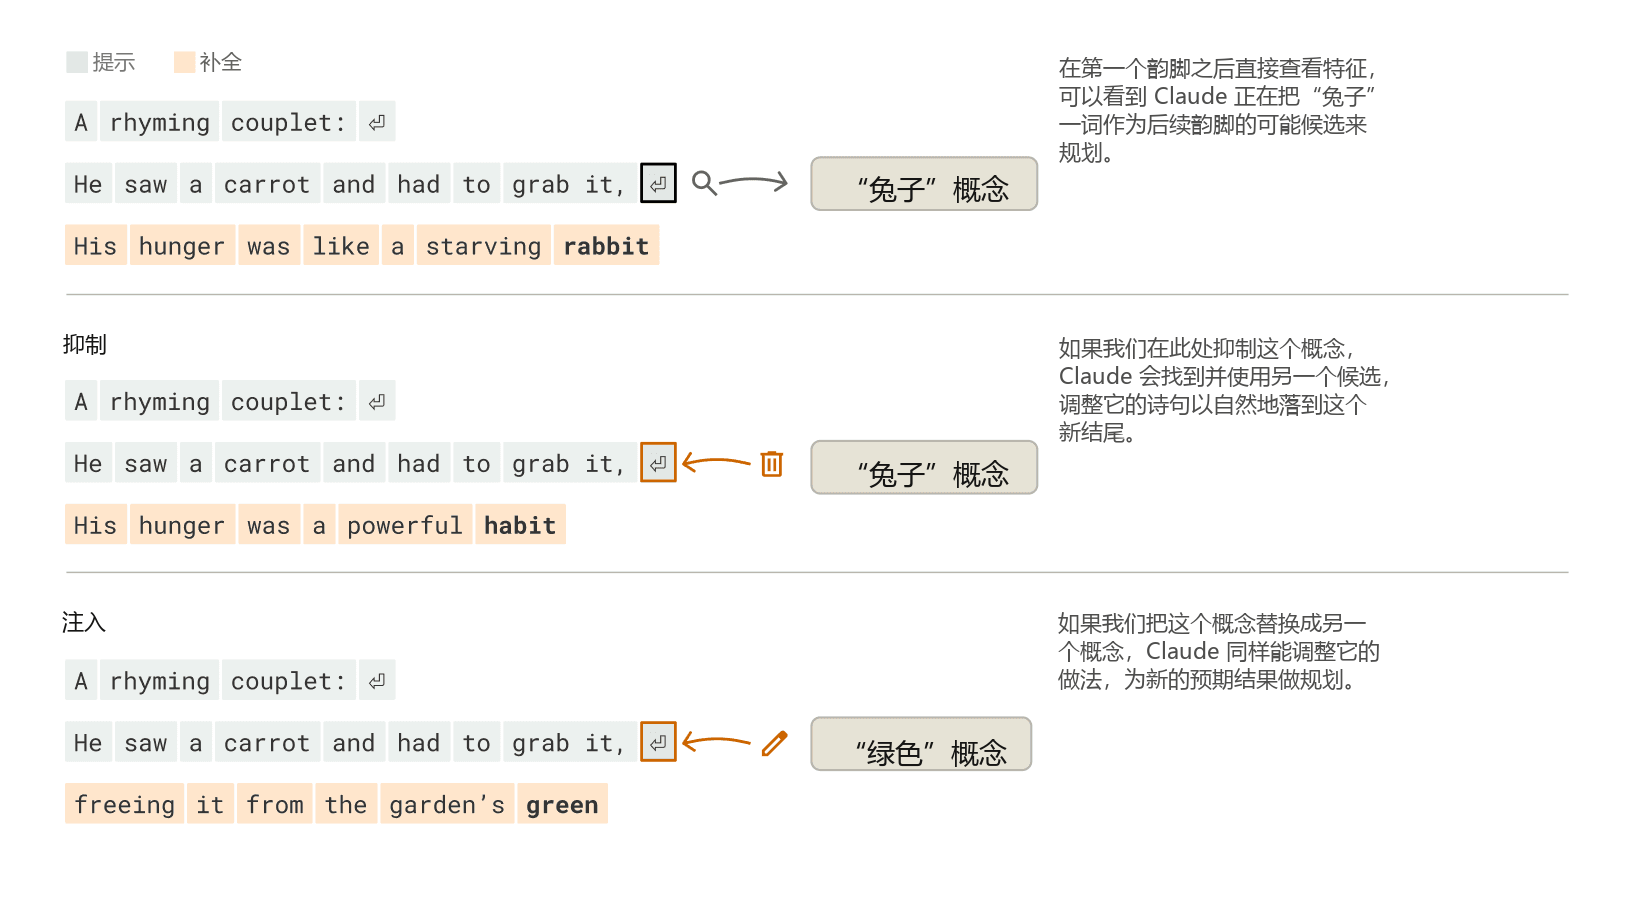 提示 补全
A rhyming couplet: ⏎
He saw a carrot and had to grab it, ⏎
His hunger was like a starving rabbit
“兔子”概念
在第一个韵脚之后直接查看特征，
可以看到 Claude 正在把“兔子”
一词作为后续韵脚的可能候选来
规划。
抑制
A rhyming couplet: ⏎
He saw a carrot and had to grab it, ⏎
His hunger was a powerful habit
“兔子”概念
如果我们在此处抑制这个概念，
Claude 会找到并使用另一个候选，
调整它的诗句以自然地落到这个
新结尾。
注入
A rhyming couplet: ⏎
He saw a carrot and had to grab it, ⏎
freeing it from the garden’s green
“绿色”概念
如果我们把这个概念替换成另一
个概念，Claude 同样能调整它的
做法，为新的预期结果做规划。